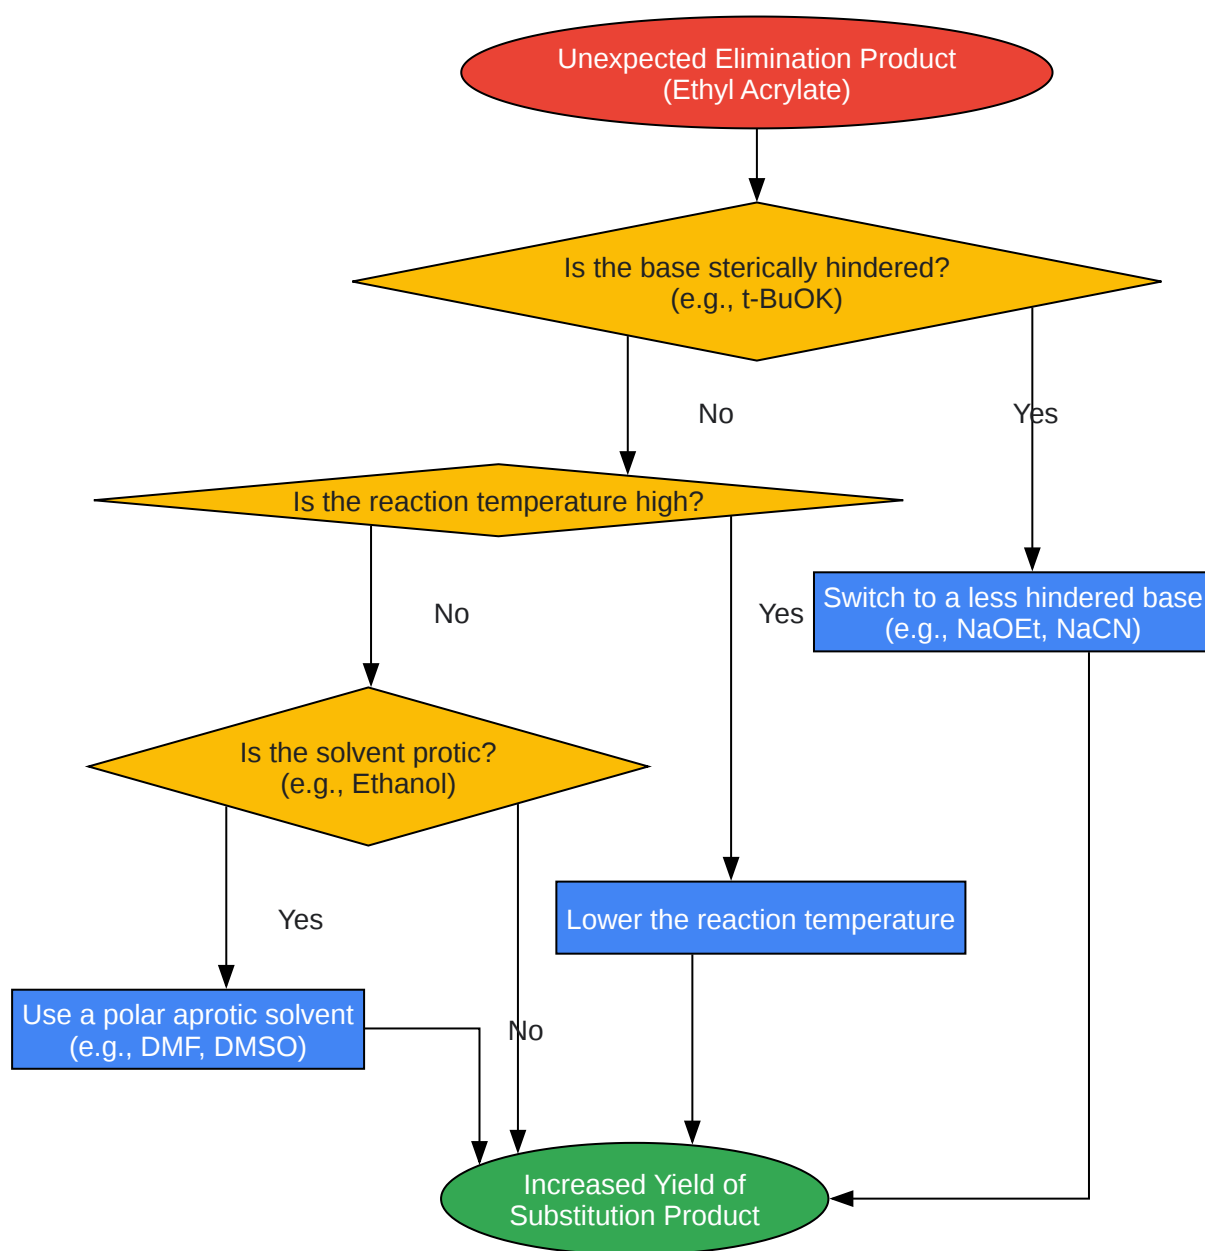 Unexpected Elimination Product
(Ethyl Acrylate)
Is the base sterically hindered?
(e.g., t-BuOK)
No
Yes
Is the reaction temperature high?
Switch to a less hindered base
(e.g., NaOEt, NaCN)
No
Yes
Is the solvent protic?
(e.g., Ethanol)
Yes
Lower the reaction temperature
Use a polar aprotic solvent
(e.g., DMF, DMSO)
No
Increased Yield of
Substitution Product